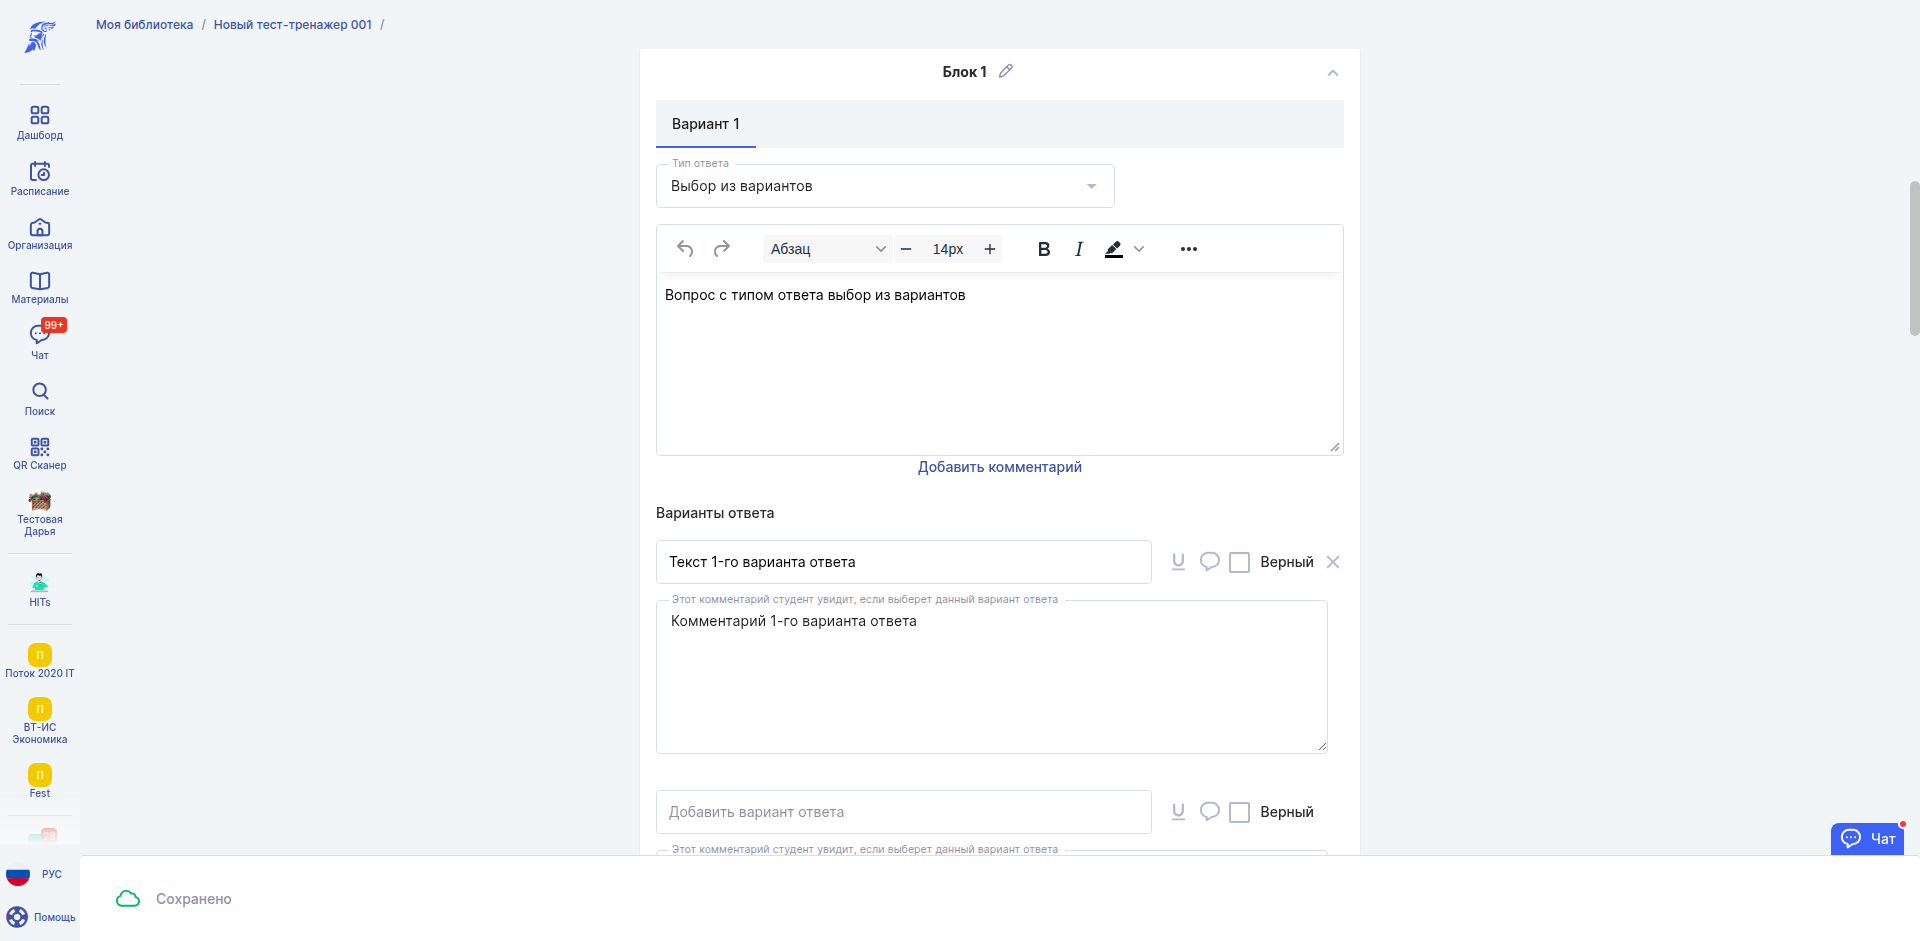 Моя библиотека / Новый тест-тренажер 001 /
Дашборд
Расписание
Организация
Материалы
99+
Чат
Поиск
QR Сканер
Тестовая
Дарья
HITs
П
Поток 2020 IT
П
ВТ-ИС
Экономика
П
Fest
28
РУС
Помощь
Блок 1
Вариант 1
Тип ответа
Выбор из вариантов
Абзац 14px B I
Вопрос с типом ответа выбор из вариантов
Добавить комментарий
Варианты ответа
Текст 1-го варианта ответа U Верный
Этот комментарий студент увидит, если выберет данный вариант ответа
Комментарий 1-го варианта ответа
Добавить вариант ответа U Верный
Этот комментарий студент увидит, если выберет данный вариант ответа
Чат
Сохранено